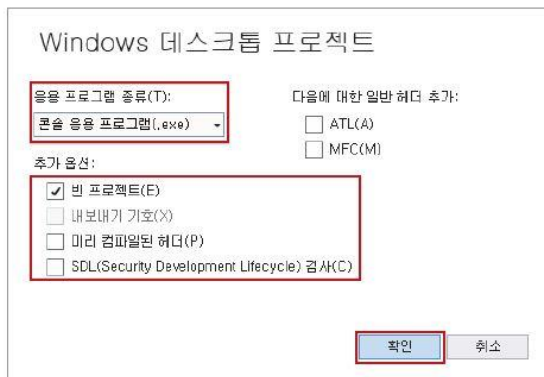 Windows 데스크톱 프로젝트
응용 프로그램 종류(T):
콘솔 응용 프로그램(.exe)
다음에 대한 일반 헤더 추가:
ATL(A)
MFC(M)
추가 옵션:
빈 프로젝트(E)
내보내기 기호(X)
미리 컴파일된 헤더(P)
SDL(Security Development Lifecycle) 검사(C)
확인 취소